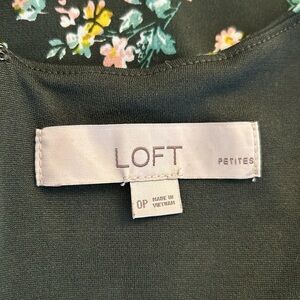 LOFT
PETITES
0P
MADE IN
VIETNAM